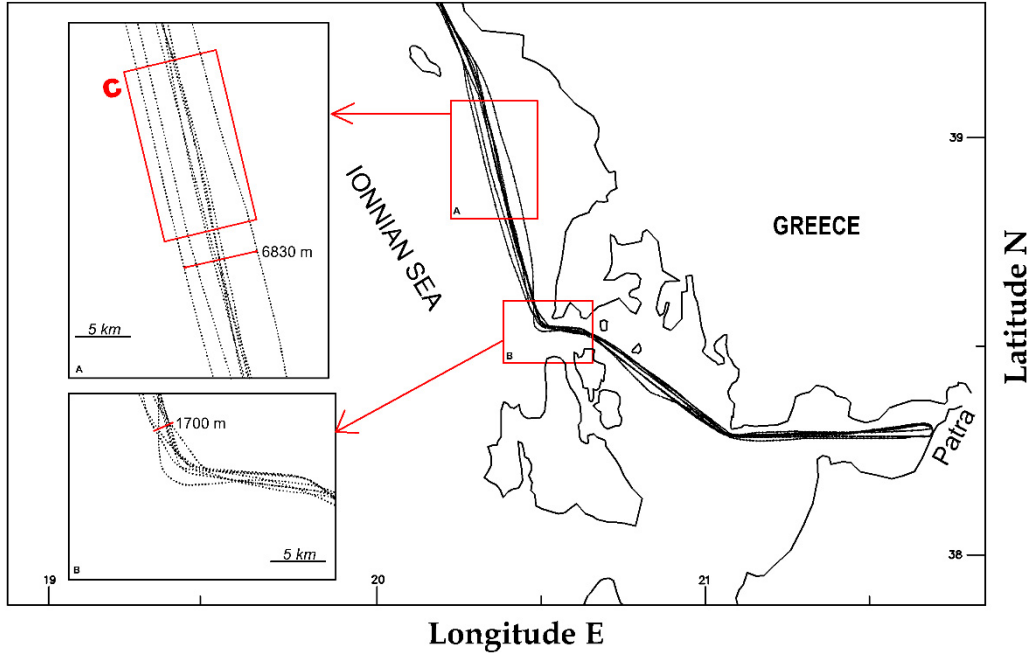 C
6830 m
5 km
A
1700 m
5 km
B
A
B
IONNIAN SEA
GREECE
Patra
39
38
19
20
21
Latitude N
Longitude E